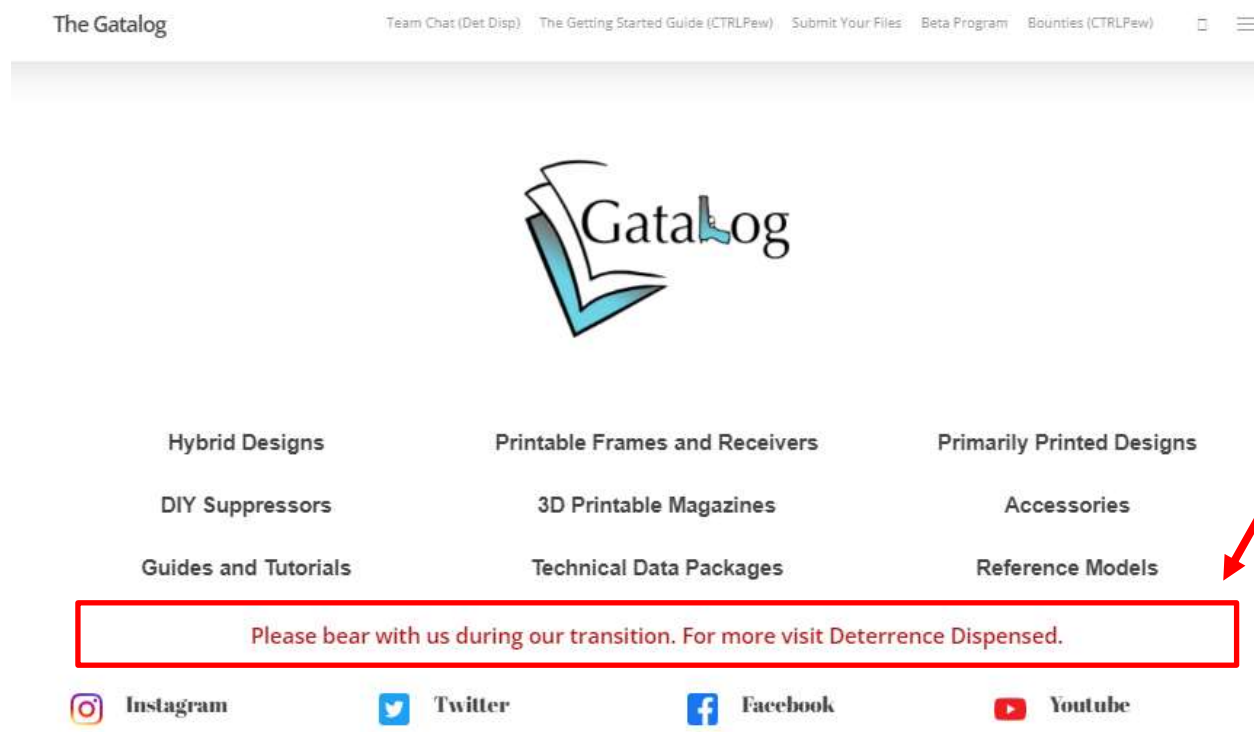 The Gatalog Team Chat (Det Disp) The Getting Started Guide (CTRLPew) Submit Your Files Beta Program Bounties (CTRLPew)
GataLog
Hybrid Designs Printable Frames and Receivers Primarily Printed Designs
DIY Suppressors 3D Printable Magazines Accessories
Guides and Tutorials Technical Data Packages Reference Models
Please bear with us during our transition. For more visit Deterrence Dispensed.
Instagram Twitter Facebook Youtube